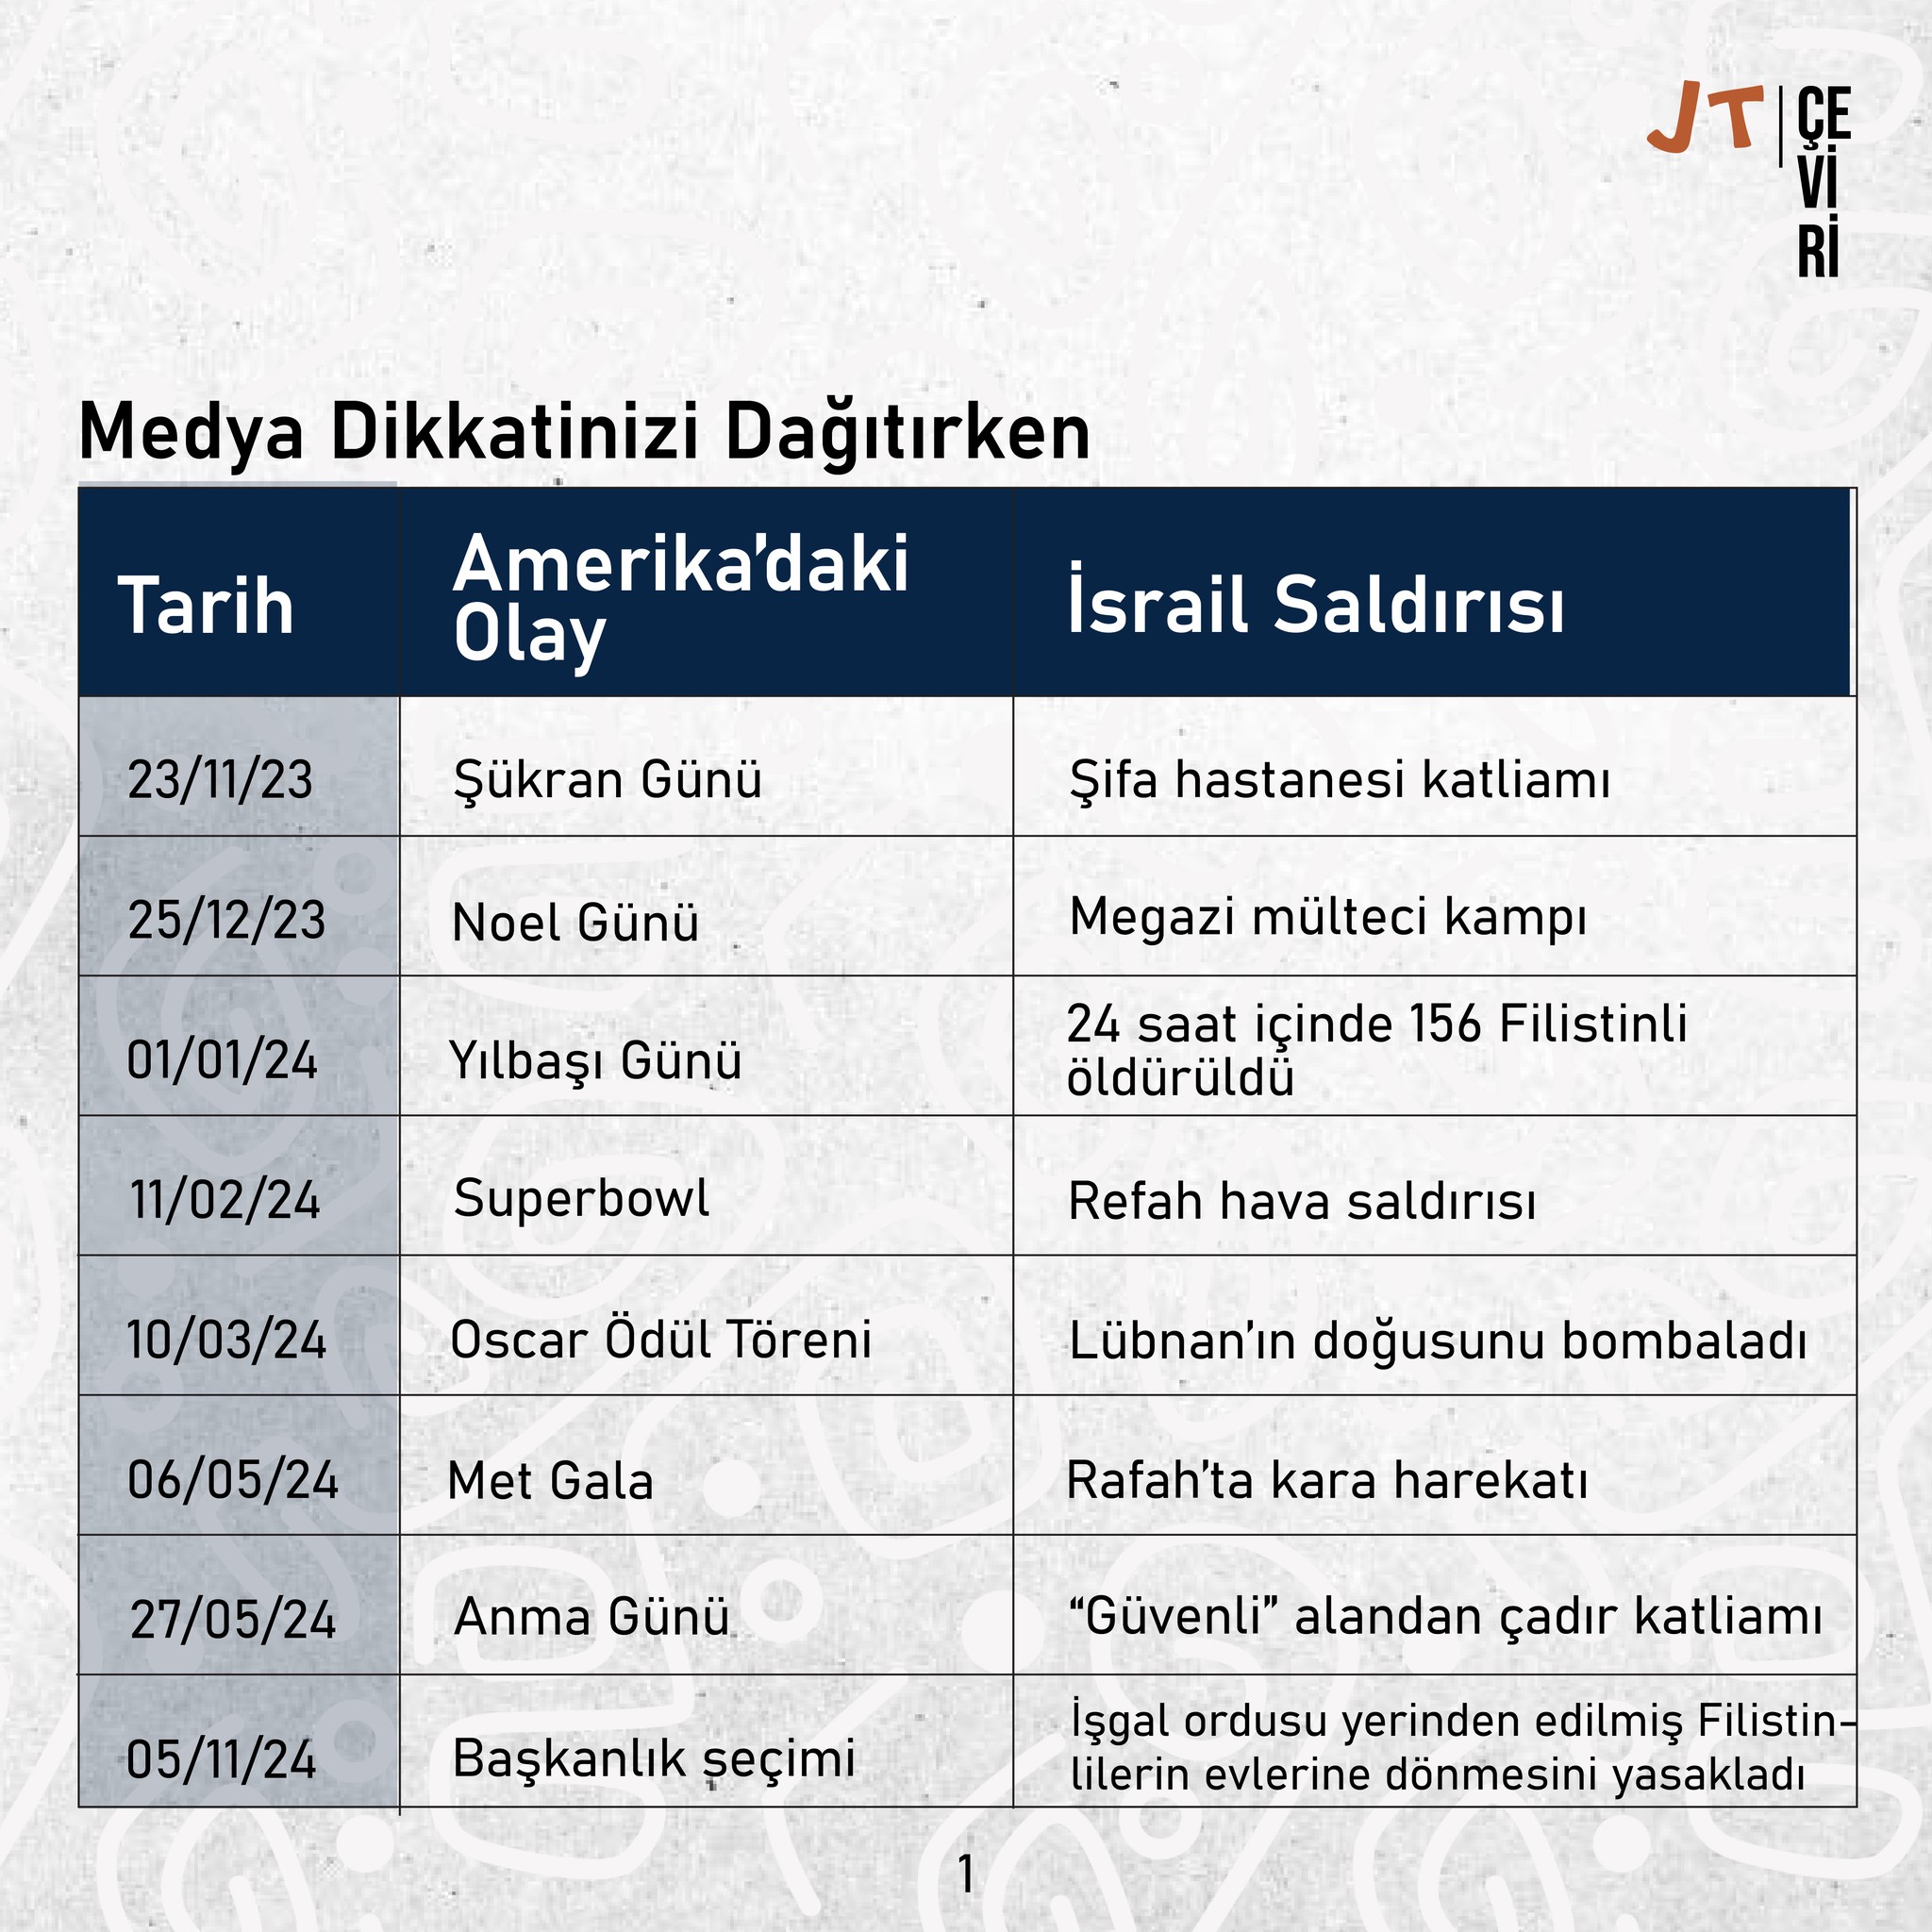 JT
ÇE
Vİ
Rİ
Medya Dikkatinizi Dağıtırken
Tarih
Amerika’daki
Olay
İsrail Saldırısı
23/11/23
Şükran Günü
Şifa hastanesi katliamı
25/12/23
Noel Günü
Megazi mülteci kampı
01/01/24
Yılbaşı Günü
24 saat içinde 156 Filistinli
öldürüldü
11/02/24
Superbowl
Refah hava saldırısı
10/03/24
Oscar Ödül Töreni
Lübnan’ın doğusunu bombaladı
06/05/24
Met Gala
Rafah’ta kara harekatı
27/05/24
Anma Günü
“Güvenli” alandan çadır katliamı
05/11/24
Başkanlık seçimi
İşgal ordusu yerinden edilmiş Filistin-
lilerin evlerine dönmesini yasakladı
1